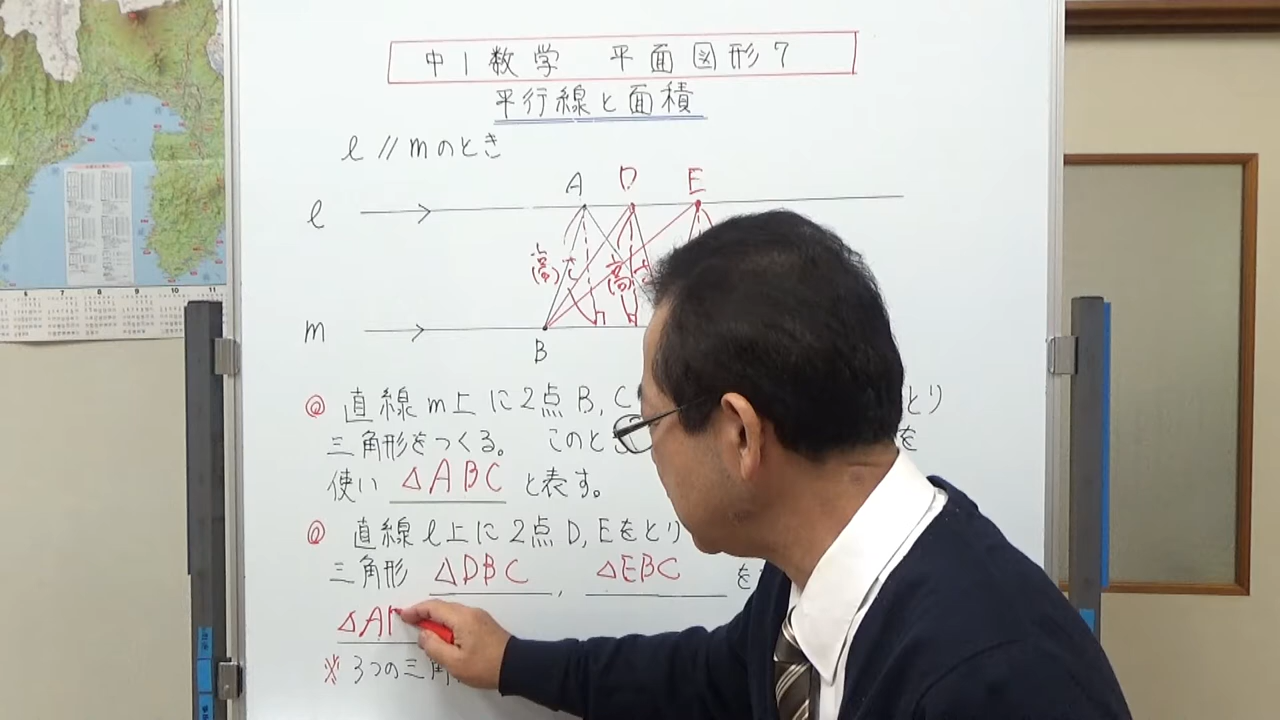 中1数学 平面図形7
平行線と面積
ℓ // mのとき
A D E
ℓ
高 高
m
B
◎ 直線m上に2点B,C とり
三角形をつくる。 このとき を
使い △ABC と表す。
◎ 直線ℓ上に2点D,Eをとり
三角形 △DBC , △EBC を
△A
※ 3つの三角